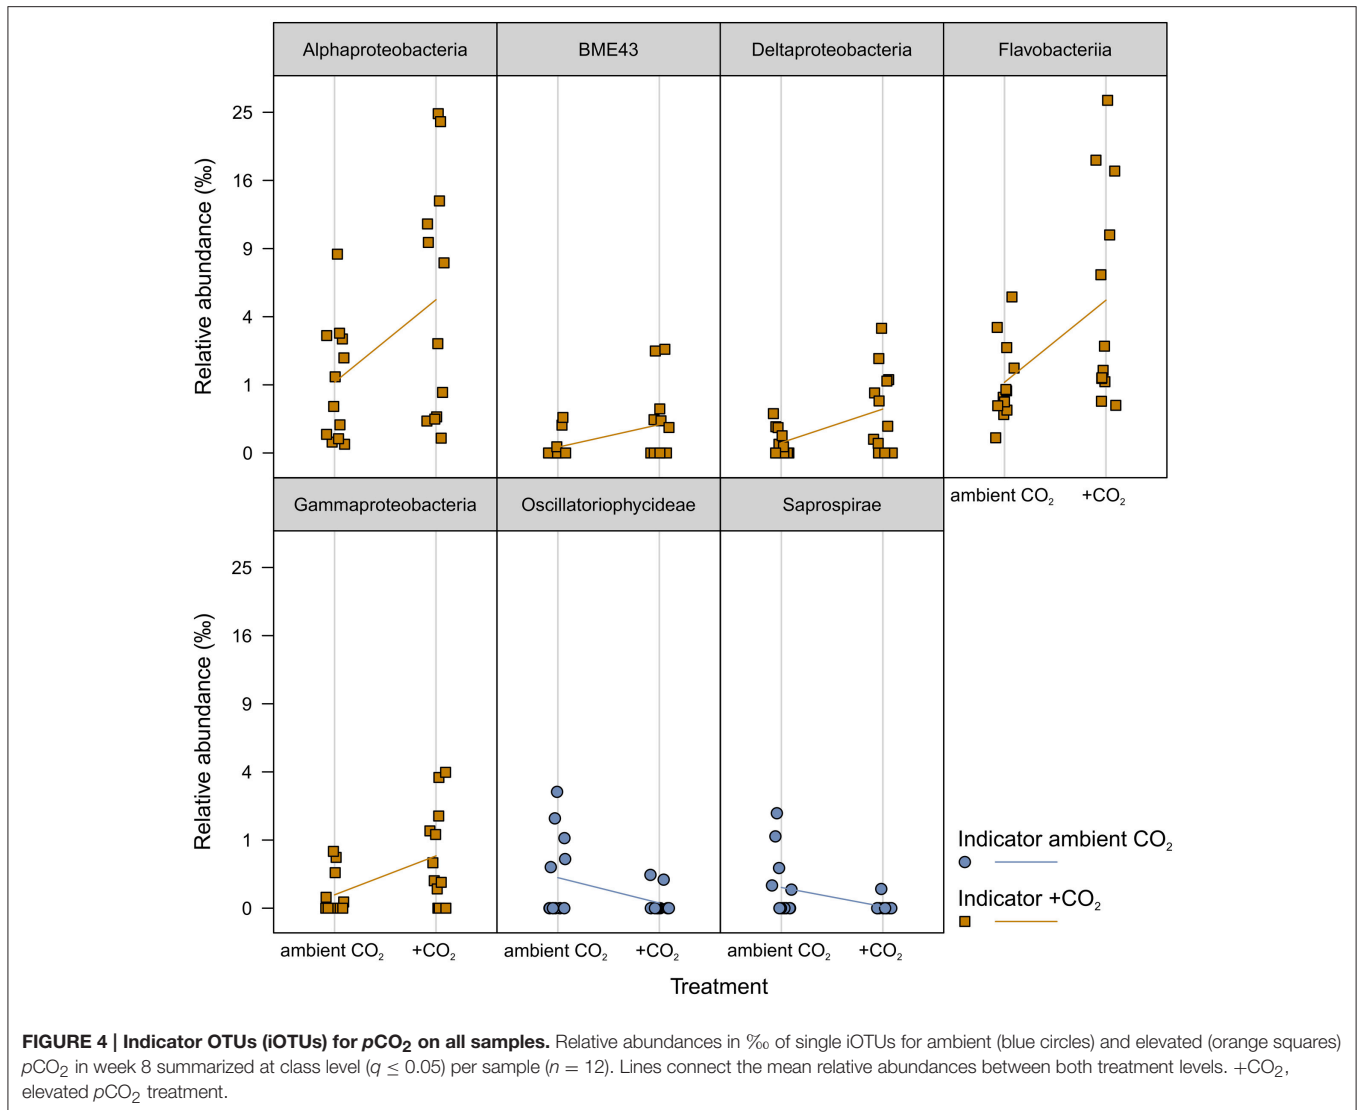 Alphaproteobacteria
BME43
Deltaproteobacteria
Flavobacteriia
Relative abundance (‰)
25
16
9
4
1
0
ambient CO₂
+CO₂
Gammaproteobacteria
Oscillatoriophycideae
Saprospirae
Relative abundance (‰)
25
16
9
4
1
0
ambient CO₂
+CO₂
ambient CO₂
+CO₂
ambient CO₂
+CO₂
Treatment
Indicator ambient CO₂
Indicator +CO₂
FIGURE 4 | Indicator OTUs (iOTUs) for pCO₂ on all samples. Relative abundances in ‰ of single iOTUs for ambient (blue circles) and elevated (orange squares)
pCO₂ in week 8 summarized at class level (q ≤ 0.05) per sample (n = 12). Lines connect the mean relative abundances between both treatment levels. +CO₂,
elevated pCO₂ treatment.